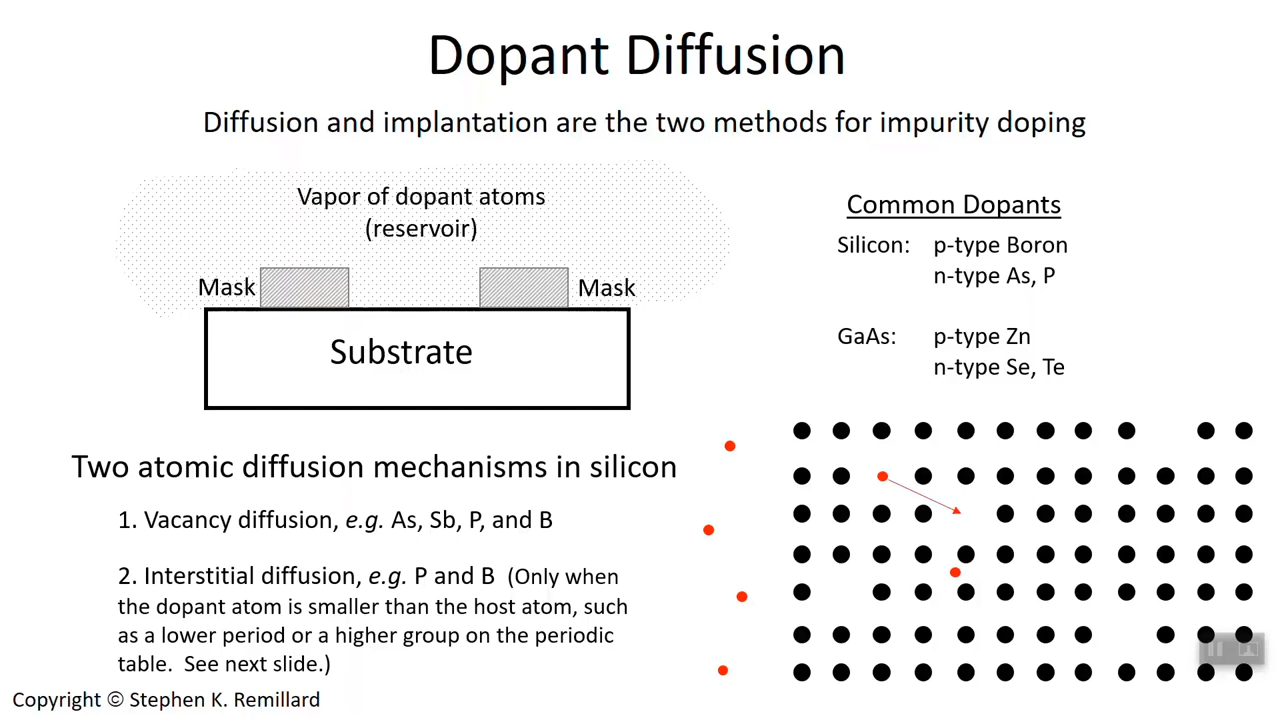 Dopant Diffusion
Diffusion and implantation are the two methods for impurity doping
Vapor of dopant atoms
(reservoir)
Mask
Mask
Substrate
Common Dopants
Silicon: p-type Boron
n-type As, P
GaAs: p-type Zn
n-type Se, Te
Two atomic diffusion mechanisms in silicon
1. Vacancy diffusion, e.g. As, Sb, P, and B
2. Interstitial diffusion, e.g. P and B (Only when
the dopant atom is smaller than the host atom, such
as a lower period or a higher group on the periodic
table. See next slide.)
Copyright © Stephen K. Remillard